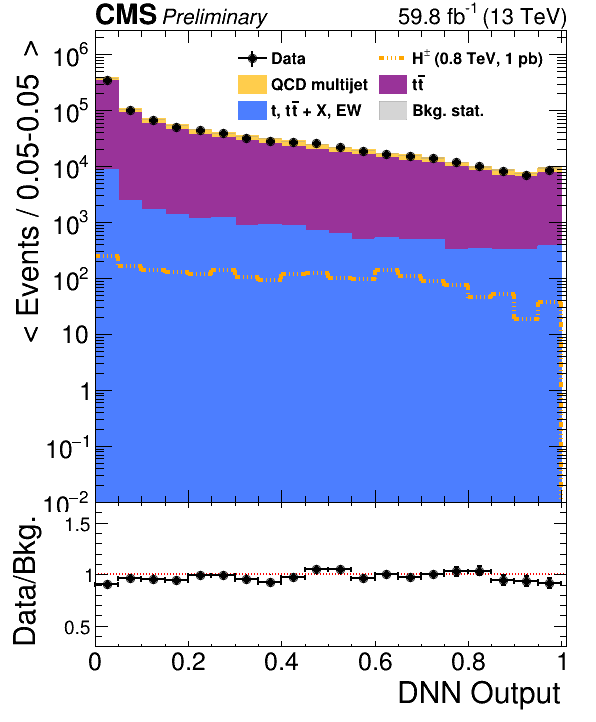 CMS Preliminary 59.8 fb⁻¹ (13 TeV)
Data H± (0.8 TeV, 1 pb)
QCD multijet tt̅
t, tt̅ + X, EW Bkg. stat.
< Events / 0.05-0.05 >
10⁶
10⁵
10⁴
10³
10²
10
1
10⁻¹
10⁻²
Data/Bkg.
1.5
1
0.5
0 0.2 0.4 0.6 0.8 1
DNN Output